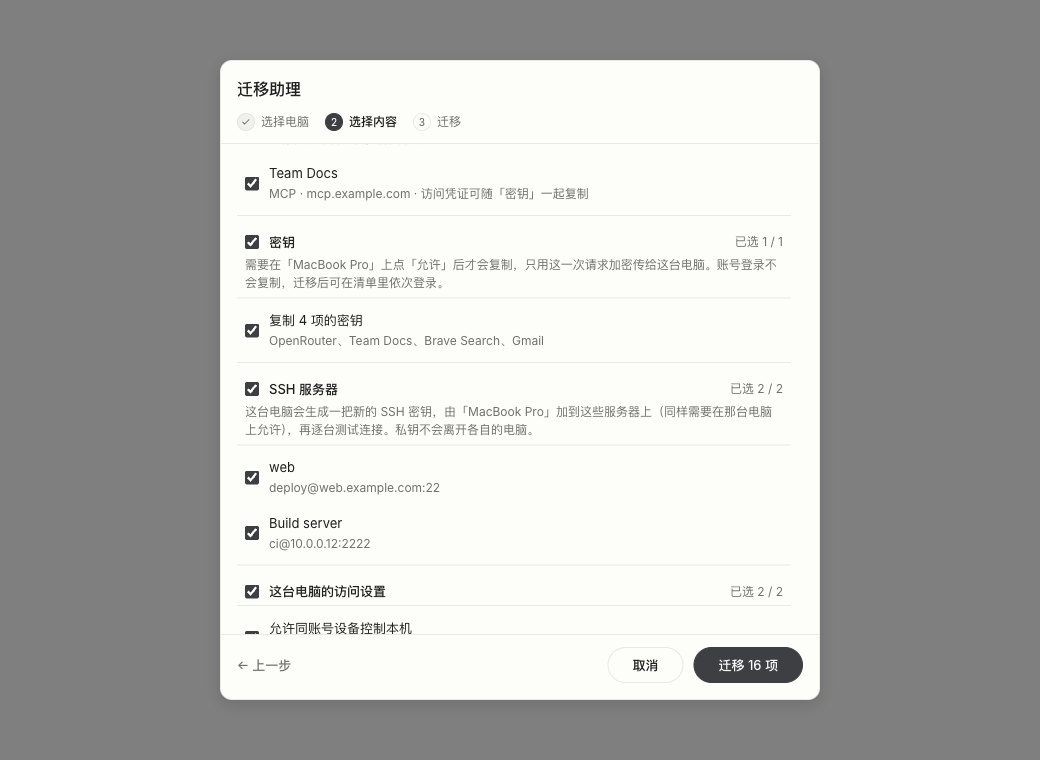 迁移助理
选择电脑
2 选择内容
3 迁移
Team Docs
MCP · mcp.example.com · 访问凭证可随「密钥」一起复制
密钥 已选 1 / 1
需要在「MacBook Pro」上点「允许」后才会复制，只用这一次请求加密传给这台电脑。账号登录不
会复制，迁移后可在清单里依次登录。
复制 4 项的密钥
OpenRouter、Team Docs、Brave Search、Gmail
SSH 服务器 已选 2 / 2
这台电脑会生成一把新的 SSH 密钥，由「MacBook Pro」加到这些服务器上（同样需要在那台电脑
上允许），再逐台测试连接。私钥不会离开各自的电脑。
web
deploy@web.example.com:22
Build server
ci@10.0.0.12:2222
这台电脑的访问设置 已选 2 / 2
允许同账号设备控制本机
← 上一步
取消
迁移 16 项